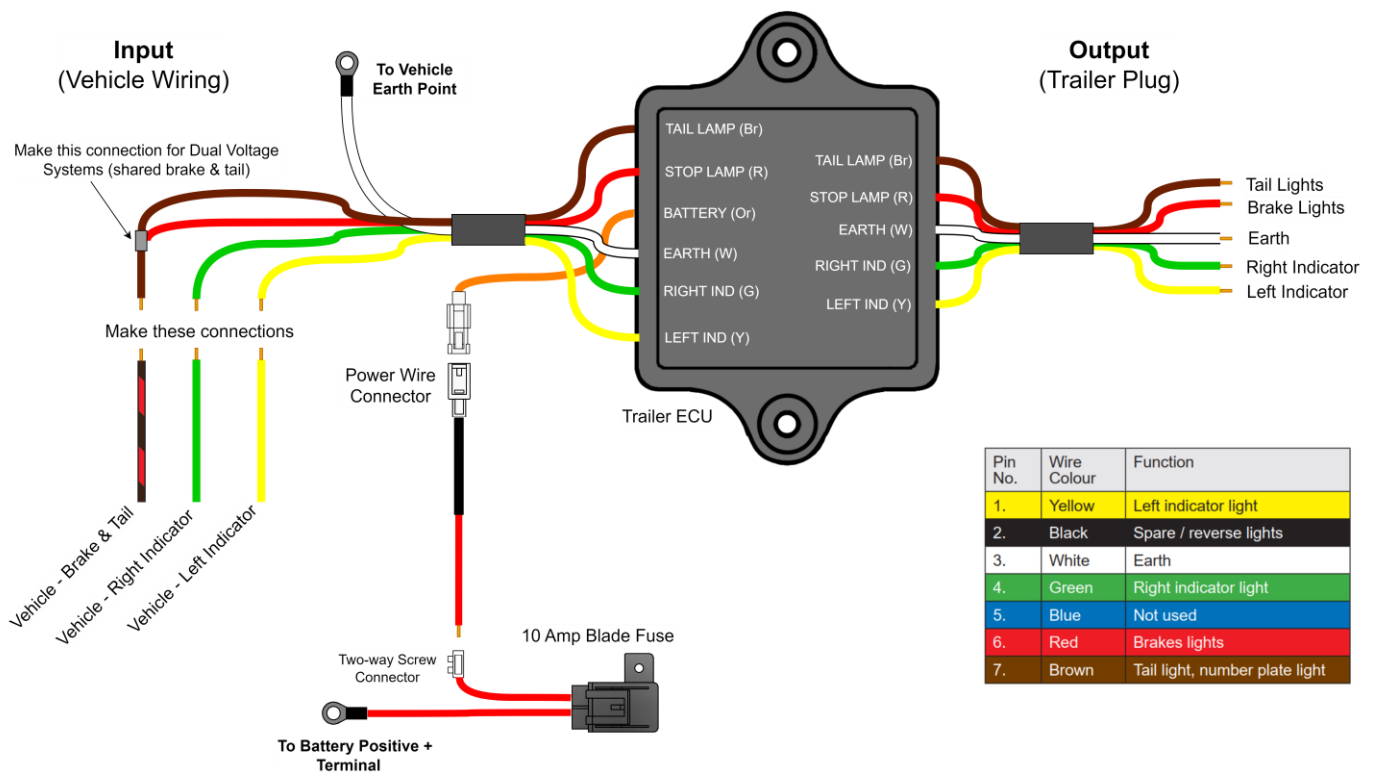 Input
(Vehicle Wiring)
To Vehicle
Earth Point
Output
(Trailer Plug)
Make this connection for Dual Voltage
Systems (shared brake & tail)
TAIL LAMP (Br)
STOP LAMP (R)
BATTERY (Or)
EARTH (W)
RIGHT IND (G)
LEFT IND (Y)
TAIL LAMP (Br)
STOP LAMP (R)
EARTH (W)
RIGHT IND (G)
LEFT IND (Y)
Tail Lights
Brake Lights
Earth
Right Indicator
Left Indicator
Make these connections
Power Wire
Connector
Trailer ECU
Vehicle - Brake & Tail
Vehicle - Right Indicator
Vehicle - Left Indicator
10 Amp Blade Fuse
Two-way Screw
Connector
To Battery Positive +
Terminal
Pin No. Wire Colour Function
1. Yellow Left indicator light
2. Black Spare / reverse lights
3. White Earth
4. Green Right indicator light
5. Blue Not used
6. Red Brakes lights
7. Brown Tail light, number plate light